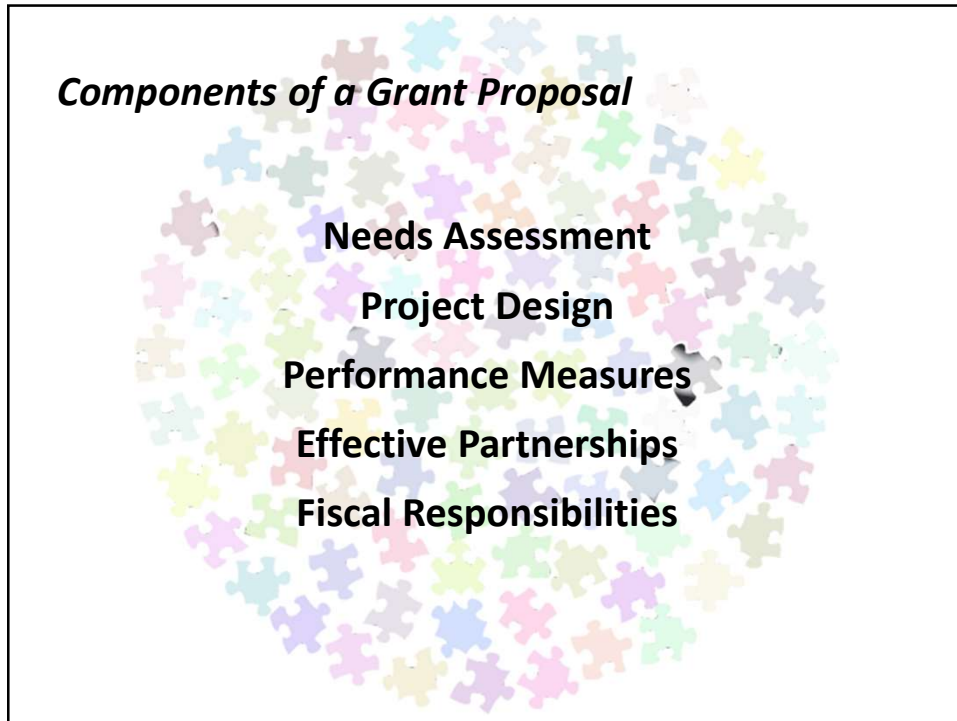 Components of a Grant Proposal
Needs Assessment
Project Design
Performance Measures
Effective Partnerships
Fiscal Responsibilities